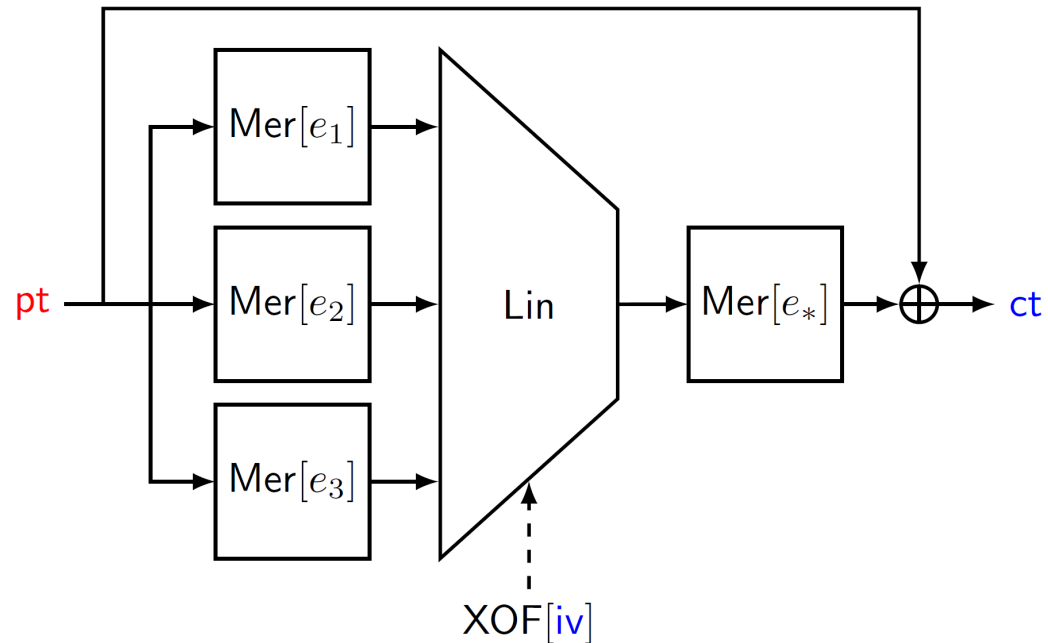 Mer[e₁]
pt
Mer[e₂]
Lin
Mer[e∗]
ct
Mer[e₃]
XOF[iv]